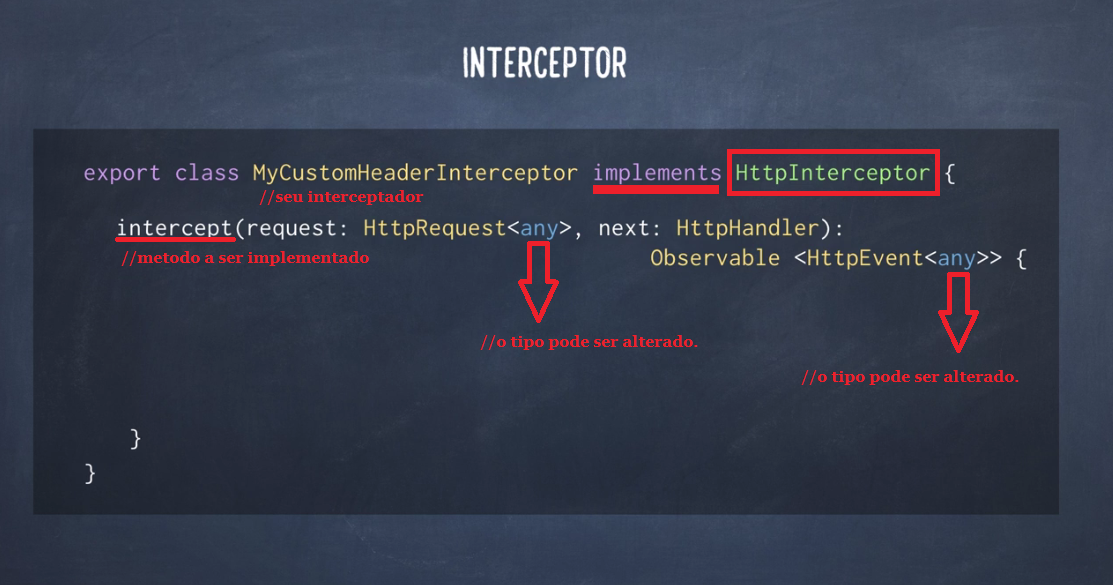 INTERCEPTOR
export class MyCustomHeaderInterceptor implements HttpInterceptor {
//seu interceptador
intercept(request: HttpRequest<any>, next: HttpHandler):
//metodo a ser implementado
Observable <HttpEvent<any>> {
//o tipo pode ser alterado.
//o tipo pode ser alterado.
}
}